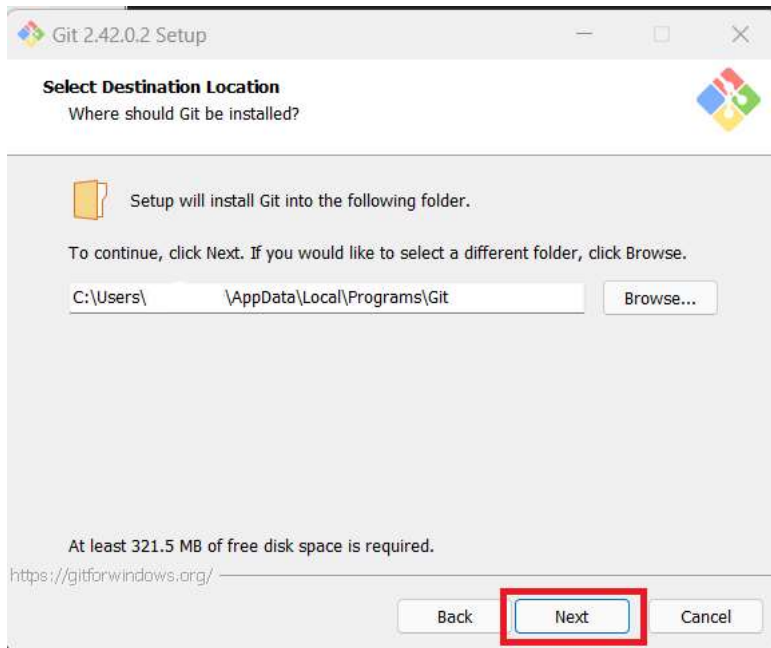 Git 2.42.0.2 Setup
Select Destination Location
Where should Git be installed?
Setup will install Git into the following folder.
To continue, click Next. If you would like to select a different folder, click Browse.
C:\Users\ \AppData\Local\Programs\Git Browse...
At least 321.5 MB of free disk space is required.
https://gitforwindows.org/
Back Next Cancel